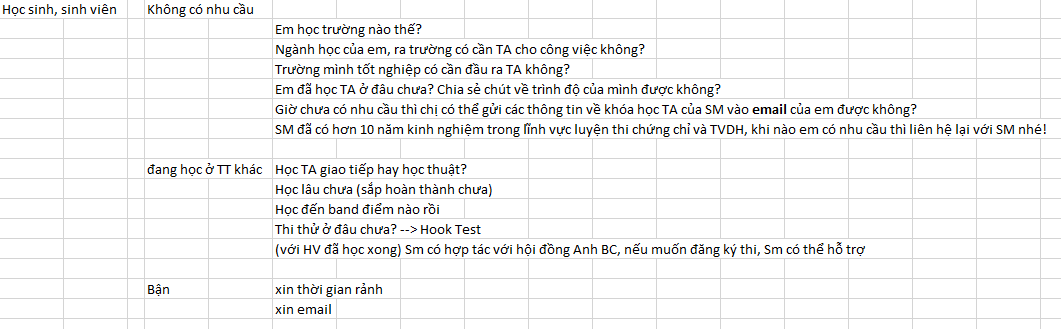 Học sinh, sinh viên Không có nhu cầu
Em học trường nào thế?
Ngành học của em, ra trường có cần TA cho công việc không?
Trường mình tốt nghiệp có cần đầu ra TA không?
Em đã học TA ở đâu chưa? Chia sẻ chút về trình độ của mình được không?
Giờ chưa có nhu cầu thì chị có thể gửi các thông tin về khóa học TA của SM vào email của em được không?
SM đã có hơn 10 năm kinh nghiệm trong lĩnh vực luyện thi chứng chỉ và TVDH, khi nào em có nhu cầu thì liên hệ lại với SM nhé!
đang học ở TT khác Học TA giao tiếp hay học thuật?
Học lâu chưa (sắp hoàn thành chưa)
Học đến band điểm nào rồi
Thi thử ở đâu chưa? --> Hook Test
(với HV đã học xong) Sm có hợp tác với hội đồng Anh BC, nếu muốn đăng ký thi, Sm có thể hỗ trợ
Bận xin thời gian rảnh
xin email